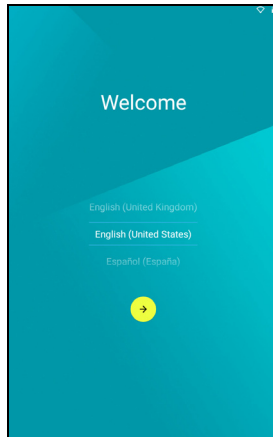 Welcome
English (United Kingdom)
English (United States)
Español (España)